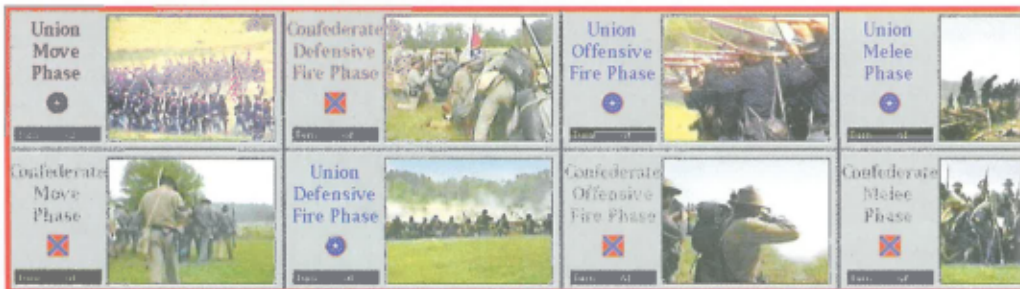 Union
Move
Phase
Confederate
Defensive
Fire Phase
Union
Offensive
Fire Phase
Union
Melee
Phase
Confederate
Move
Phase
Union
Defensive
Fire Phase
Confederate
Offensive
Fire Phase
Confederate
Melee
Phase